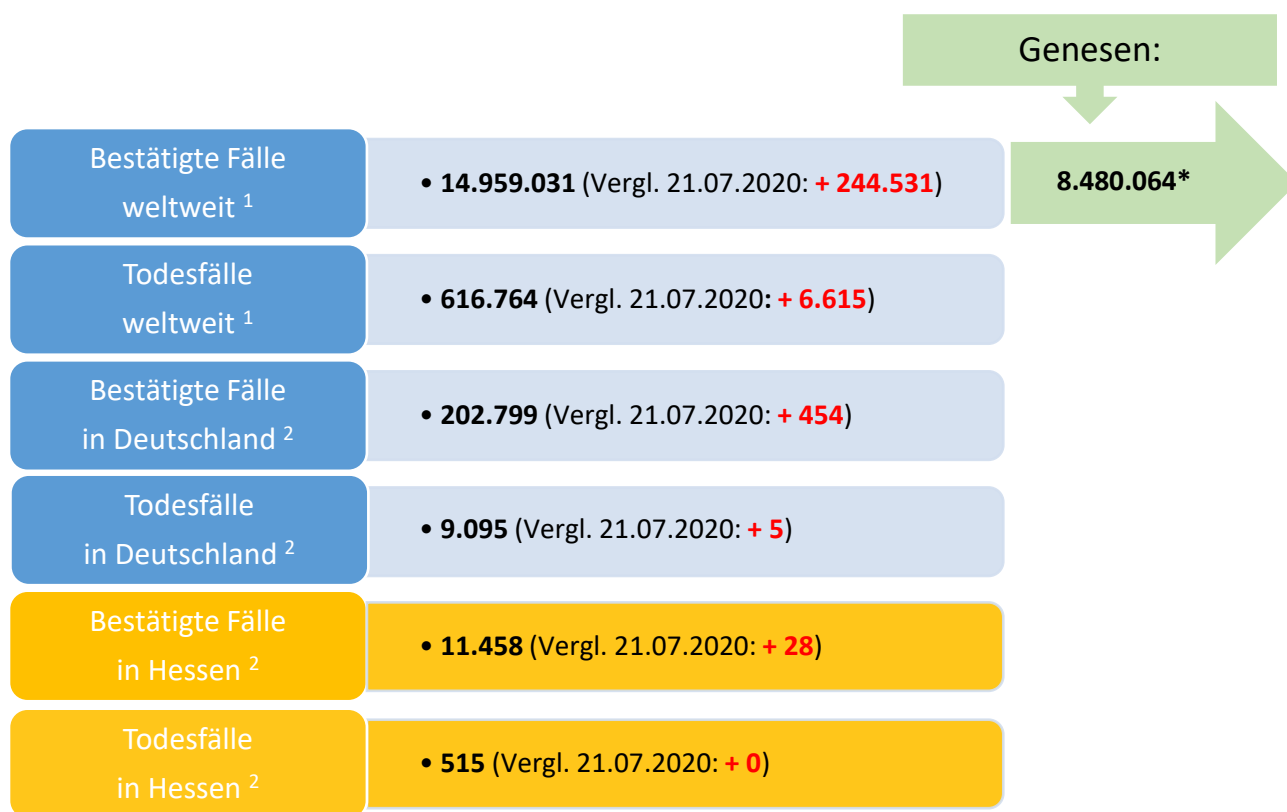 Genesen:
Bestätigte Fälle
weltweit ¹
• 14.959.031 (Vergl. 21.07.2020: + 244.531)
8.480.064*
Todesfälle
weltweit ¹
• 616.764 (Vergl. 21.07.2020: + 6.615)
Bestätigte Fälle
in Deutschland ²
• 202.799 (Vergl. 21.07.2020: + 454)
Todesfälle
in Deutschland ²
• 9.095 (Vergl. 21.07.2020: + 5)
Bestätigte Fälle
in Hessen ²
• 11.458 (Vergl. 21.07.2020: + 28)
Todesfälle
in Hessen ²
• 515 (Vergl. 21.07.2020: + 0)